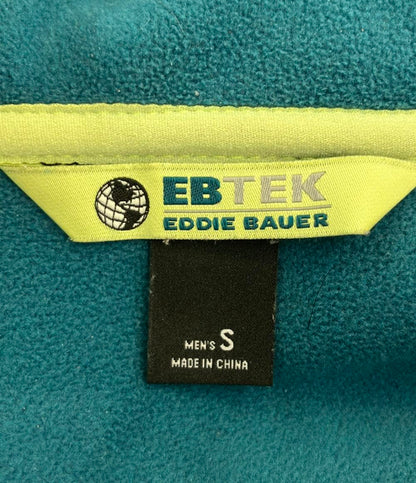 EBTEK
EDDIE BAUER
MEN'S S
MADE IN CHINA